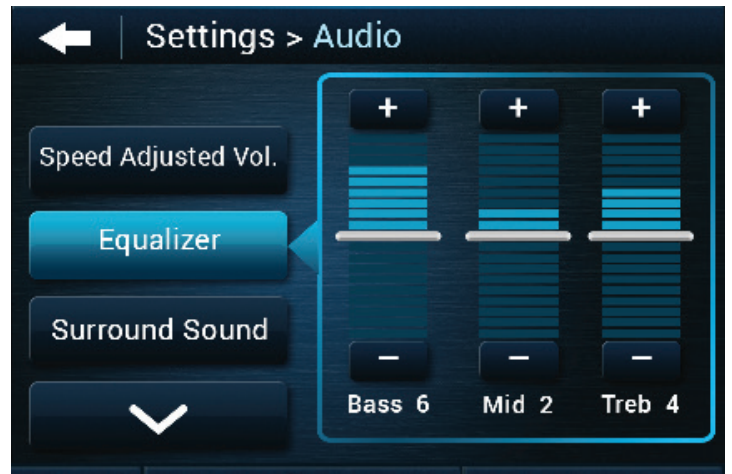 Settings > Audio
Speed Adjusted Vol.
Equalizer
Surround Sound
+ + +
− − −
Bass 6 Mid 2 Treb 4